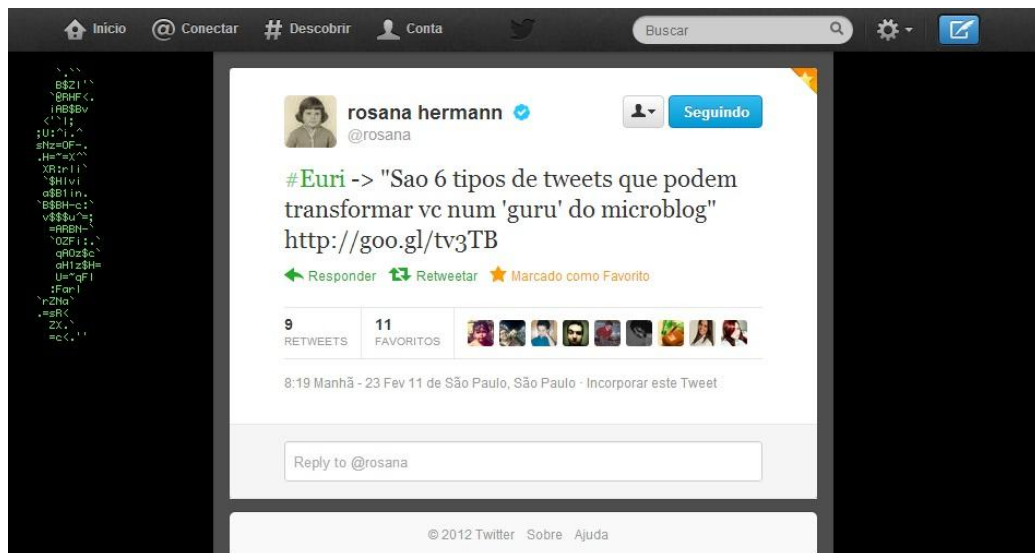 Início
@ Conectar
# Descobrir
Conta
Buscar
rosana hermann
@rosana
Seguindo
#Euri -> "Sao 6 tipos de tweets que podem
transformar vc num 'guru' do microblog"
http://goo.gl/tv3TB
Responder
Retweetar
Marcado como Favorito
9
RETWEETS
11
FAVORITOS
8:19 Manhã - 23 Fev 11 de São Paulo, São Paulo · Incorporar este Tweet
Reply to @rosana
© 2012 Twitter Sobre Ajuda